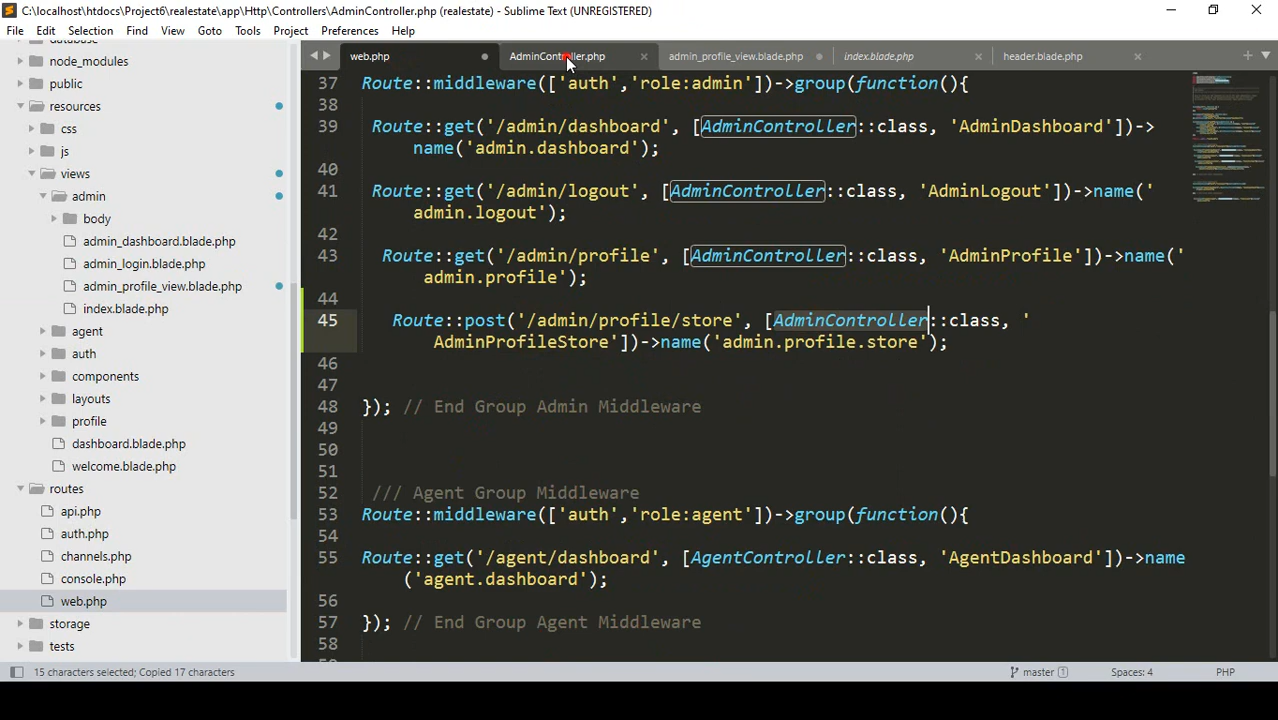 C:\localhost\htdocs\Project6\realestate\app\Http\Controllers\AdminController.php (realestate) - Sublime Text (UNREGISTERED)
File Edit Selection Find View Goto Tools Project Preferences Help
web.php AdminController.php admin_profile_view.blade.php index.blade.php header.blade.php
node_modules
public
resources
css
js
views
admin
body
admin_dashboard.blade.php
admin_login.blade.php
admin_profile_view.blade.php
index.blade.php
agent
auth
components
layouts
profile
dashboard.blade.php
welcome.blade.php
routes
api.php
auth.php
channels.php
console.php
web.php
storage
tests
37 Route::middleware(['auth','role:admin'])->group(function(){
38
39 Route::get('/admin/dashboard', [AdminController::class, 'AdminDashboard'])->
name('admin.dashboard');
40
41 Route::get('/admin/logout', [AdminController::class, 'AdminLogout'])->name('
admin.logout');
42
43 Route::get('/admin/profile', [AdminController::class, 'AdminProfile'])->name('
admin.profile');
44
45 Route::post('/admin/profile/store', [AdminController::class, '
AdminProfileStore'])->name('admin.profile.store');
46
47
48 }); // End Group Admin Middleware
49
50
51
52 /// Agent Group Middleware
53 Route::middleware(['auth','role:agent'])->group(function(){
54
55 Route::get('/agent/dashboard', [AgentController::class, 'AgentDashboard'])->name
('agent.dashboard');
56
57 }); // End Group Agent Middleware
58
15 characters selected; Copied 17 characters master 1 Spaces: 4 PHP